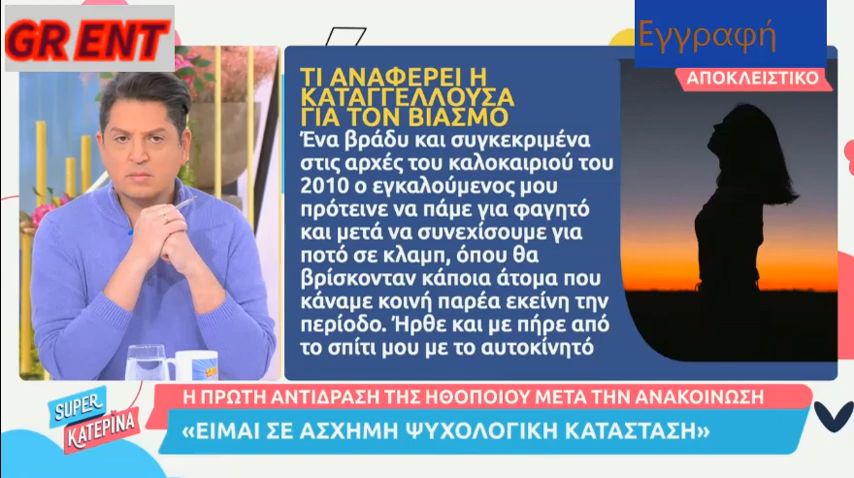 GR ENT
Εγγραφή
ΑΠΟΚΛΕΙΣΤΙΚΟ
ΤΙ ΑΝΑΦΕΡΕΙ Η
ΚΑΤΑΓΓΕΛΛΟΥΣΑ
ΓΙΑ ΤΟΝ ΒΙΑΣΜΟ
Ένα βράδυ και συγκεκριμένα
στις αρχές του καλοκαιριού του
2010 ο εγκαλούμενος μου
πρότεινε να πάμε για φαγητό
και μετά να συνεχίσουμε για
ποτό σε κλαμπ, όπου θα
βρίσκονταν κάποια άτομα που
κάναμε κοινή παρέα εκείνη την
περίοδο. Ήρθε και με πήρε από
το σπίτι μου με το αυτοκίνητό
SUPER
ΚΑΤΕΡΙΝΑ
Η ΠΡΩΤΗ ΑΝΤΙΔΡΑΣΗ ΤΗΣ ΗΘΟΠΟΙΟΥ ΜΕΤΑ ΤΗΝ ΑΝΑΚΟΙΝΩΣΗ
«ΕΙΜΑΙ ΣΕ ΑΣΧΗΜΗ ΨΥΧΟΛΟΓΙΚΗ ΚΑΤΑΣΤΑΣΗ»